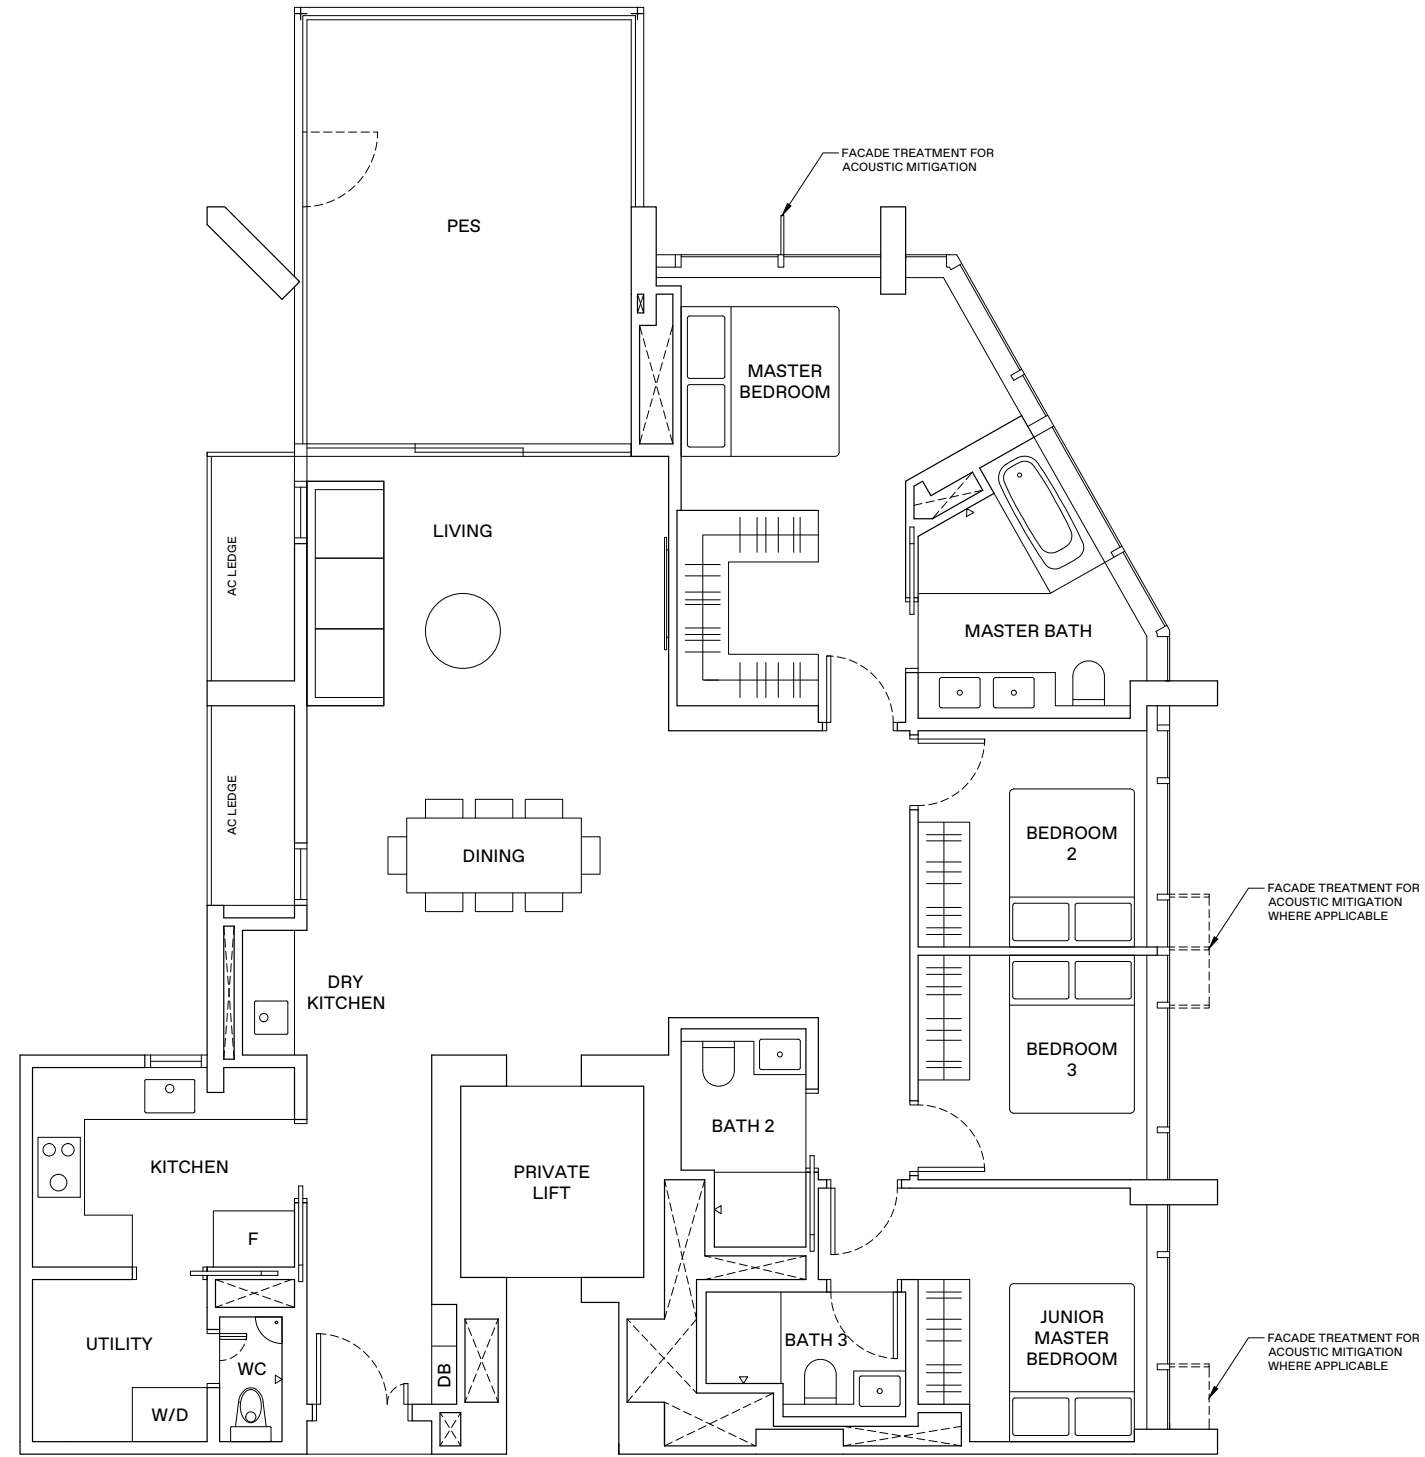 FACADE TREATMENT FOR
ACOUSTIC MITIGATION
PES
MASTER
BEDROOM
LIVING
AC LEDGE
MASTER BATH
AC LEDGE
DINING
BEDROOM
2
FACADE TREATMENT FOR
ACOUSTIC MITIGATION
WHERE APPLICABLE
DRY
KITCHEN
BEDROOM
3
BATH 2
KITCHEN
PRIVATE
LIFT
F
UTILITY
WC
DB
BATH 3
JUNIOR
MASTER
BEDROOM
FACADE TREATMENT FOR
ACOUSTIC MITIGATION
WHERE APPLICABLE
W/D